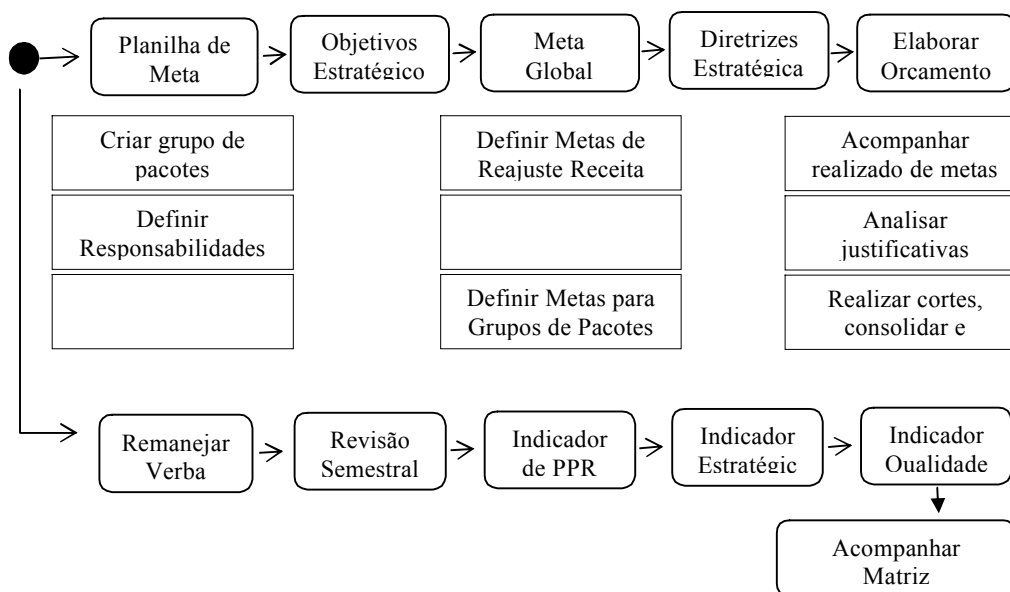 Planilha de
Meta
Objetivos
Estratégico
Meta
Global
Diretrizes
Estratégica
Elaborar
Orçamento
Criar grupo de
pacotes
Definir
Responsabilidades
Definir Metas de
Reajuste Receita
Definir Metas para
Grupos de Pacotes
Acompanhar
realizado de metas
Analisar
justificativas
Realizar cortes,
consolidar e
Remanejar
Verba
Revisão
Semestral
Indicador
de PPR
Indicador
Estratégic
Indicador
Qualidade
Acompanhar
Matriz